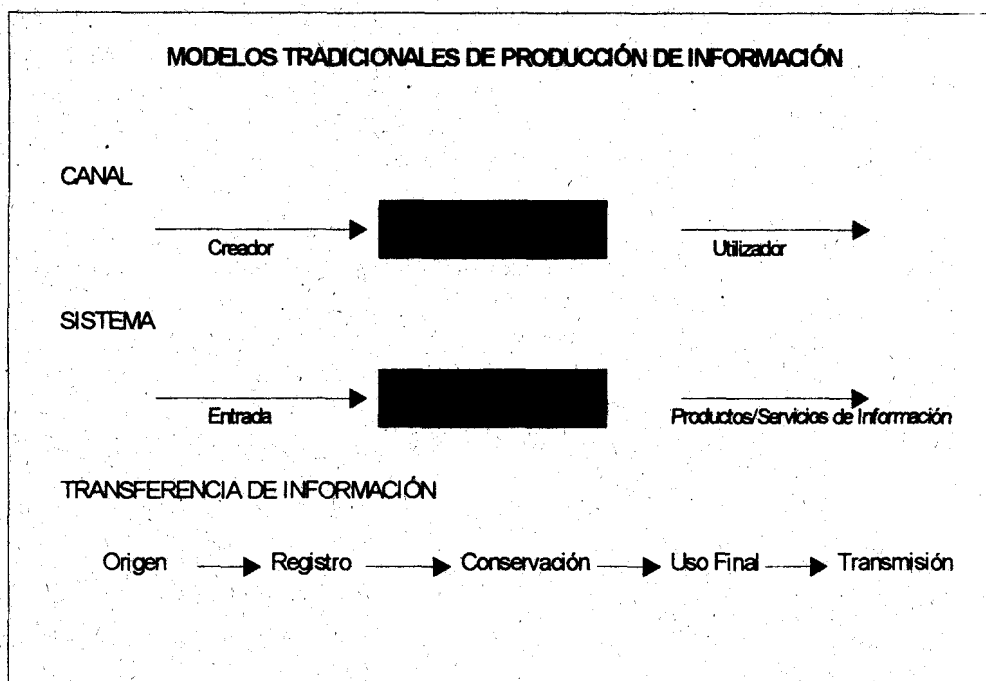 MODELOS TRADICIONALES DE PRODUCCIÓN DE INFORMACIÓN
CANAL
Creador
Utilizador
SISTEMA
Entrada
Productos/Servicios de Información
TRANSFERENCIA DE INFORMACIÓN
Origen Registro Conservación Uso Final Transmisión